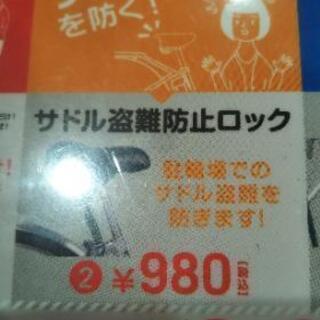 を防ぐ!
サドル盗難防止ロック
駐輪場での
サドル盗難を
防ぎます!
② ¥980 [税込]